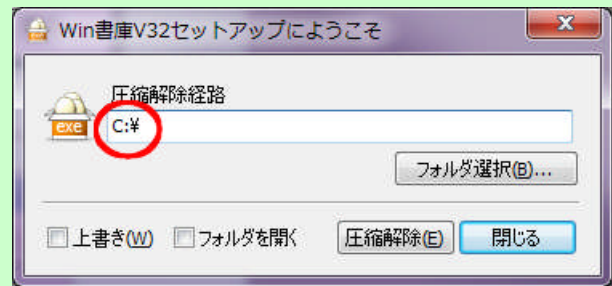 Win書庫V32セットアップにようこそ
圧縮解除経路
exe
C:¥
フォルダ選択(B)...
上書き(W) フォルダを開く 圧縮解除(E) 閉じる